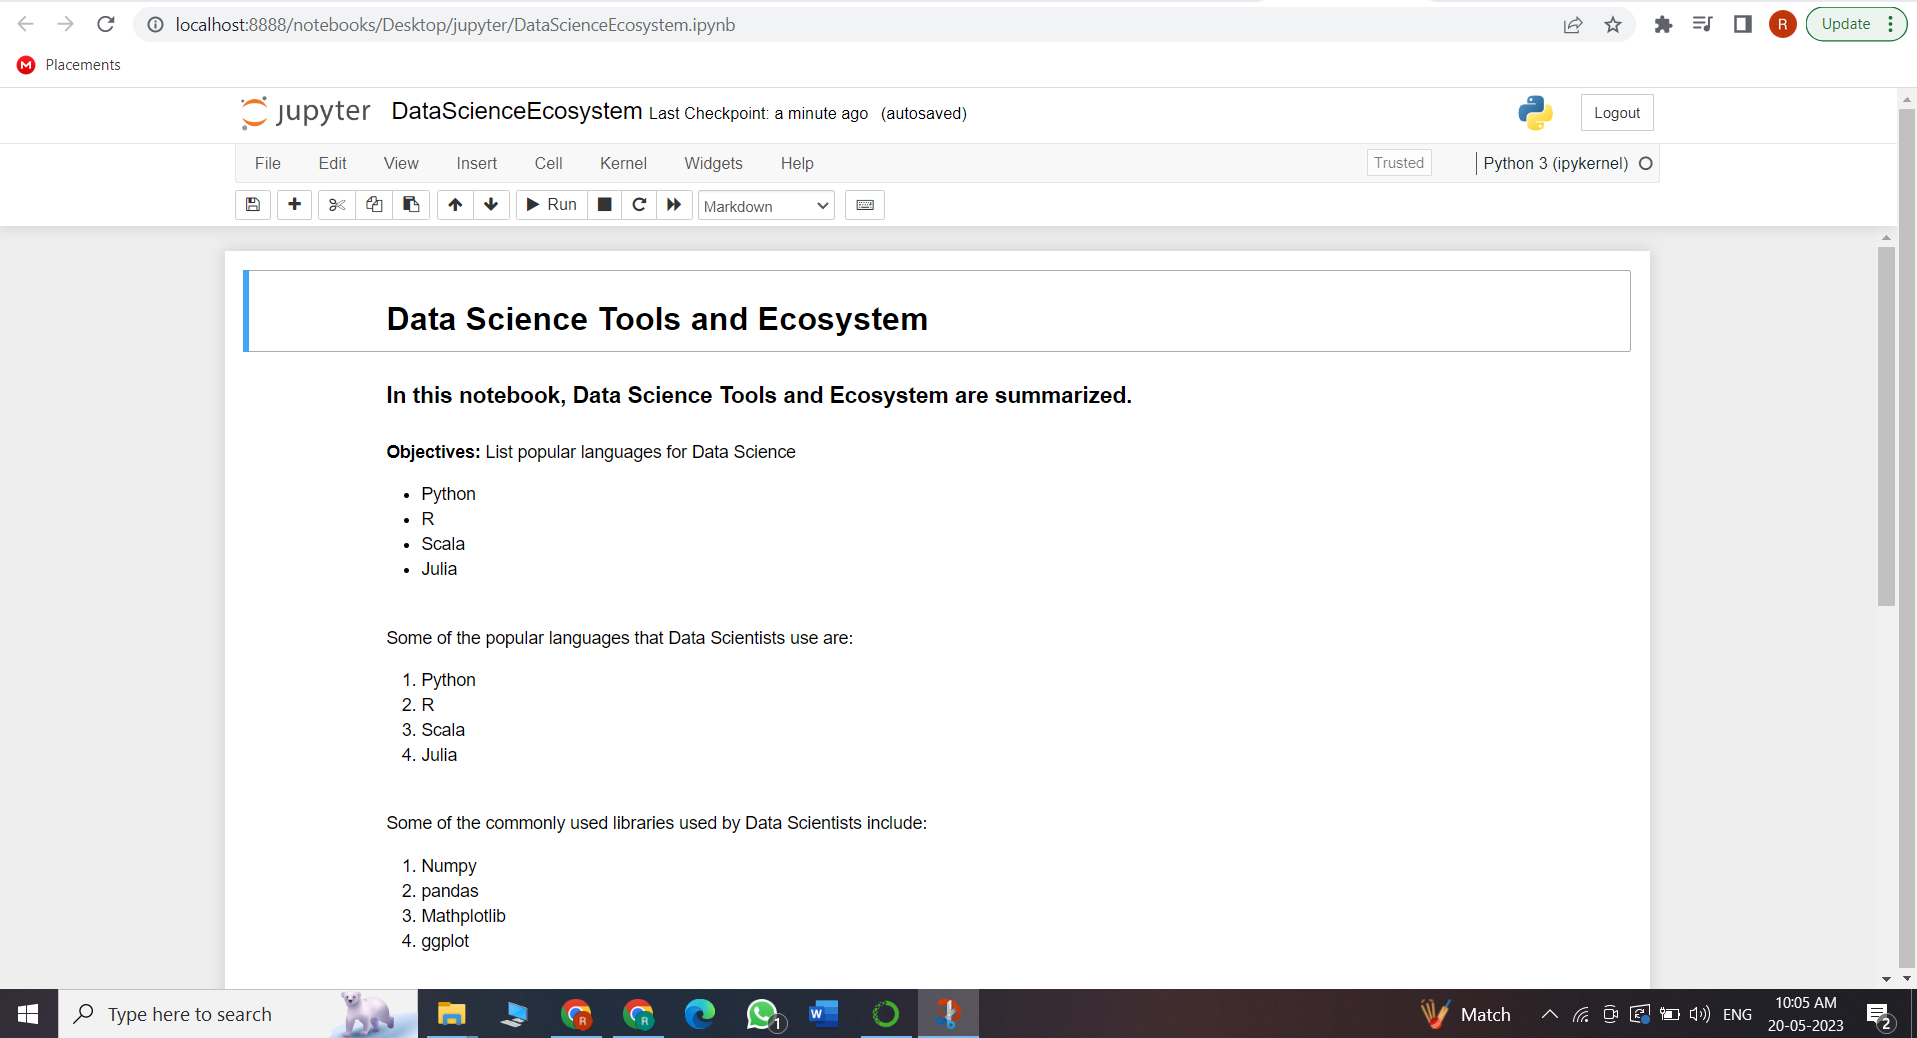 localhost:8888/notebooks/Desktop/jupyter/DataScienceEcosystem.ipynb
R
Update
M Placements
jupyter DataScienceEcosystem Last Checkpoint: a minute ago (autosaved)
Logout
File Edit View Insert Cell Kernel Widgets Help
Trusted
Python 3 (ipykernel)
Run
Markdown
Data Science Tools and Ecosystem
In this notebook, Data Science Tools and Ecosystem are summarized.
Objectives: List popular languages for Data Science
• Python
• R
• Scala
• Julia
Some of the popular languages that Data Scientists use are:
1. Python
2. R
3. Scala
4. Julia
Some of the commonly used libraries used by Data Scientists include:
1. Numpy
2. pandas
3. Mathplotlib
4. ggplot
Type here to search
R
R
1
W
Match
ENG
10:05 AM
20-05-2023
2